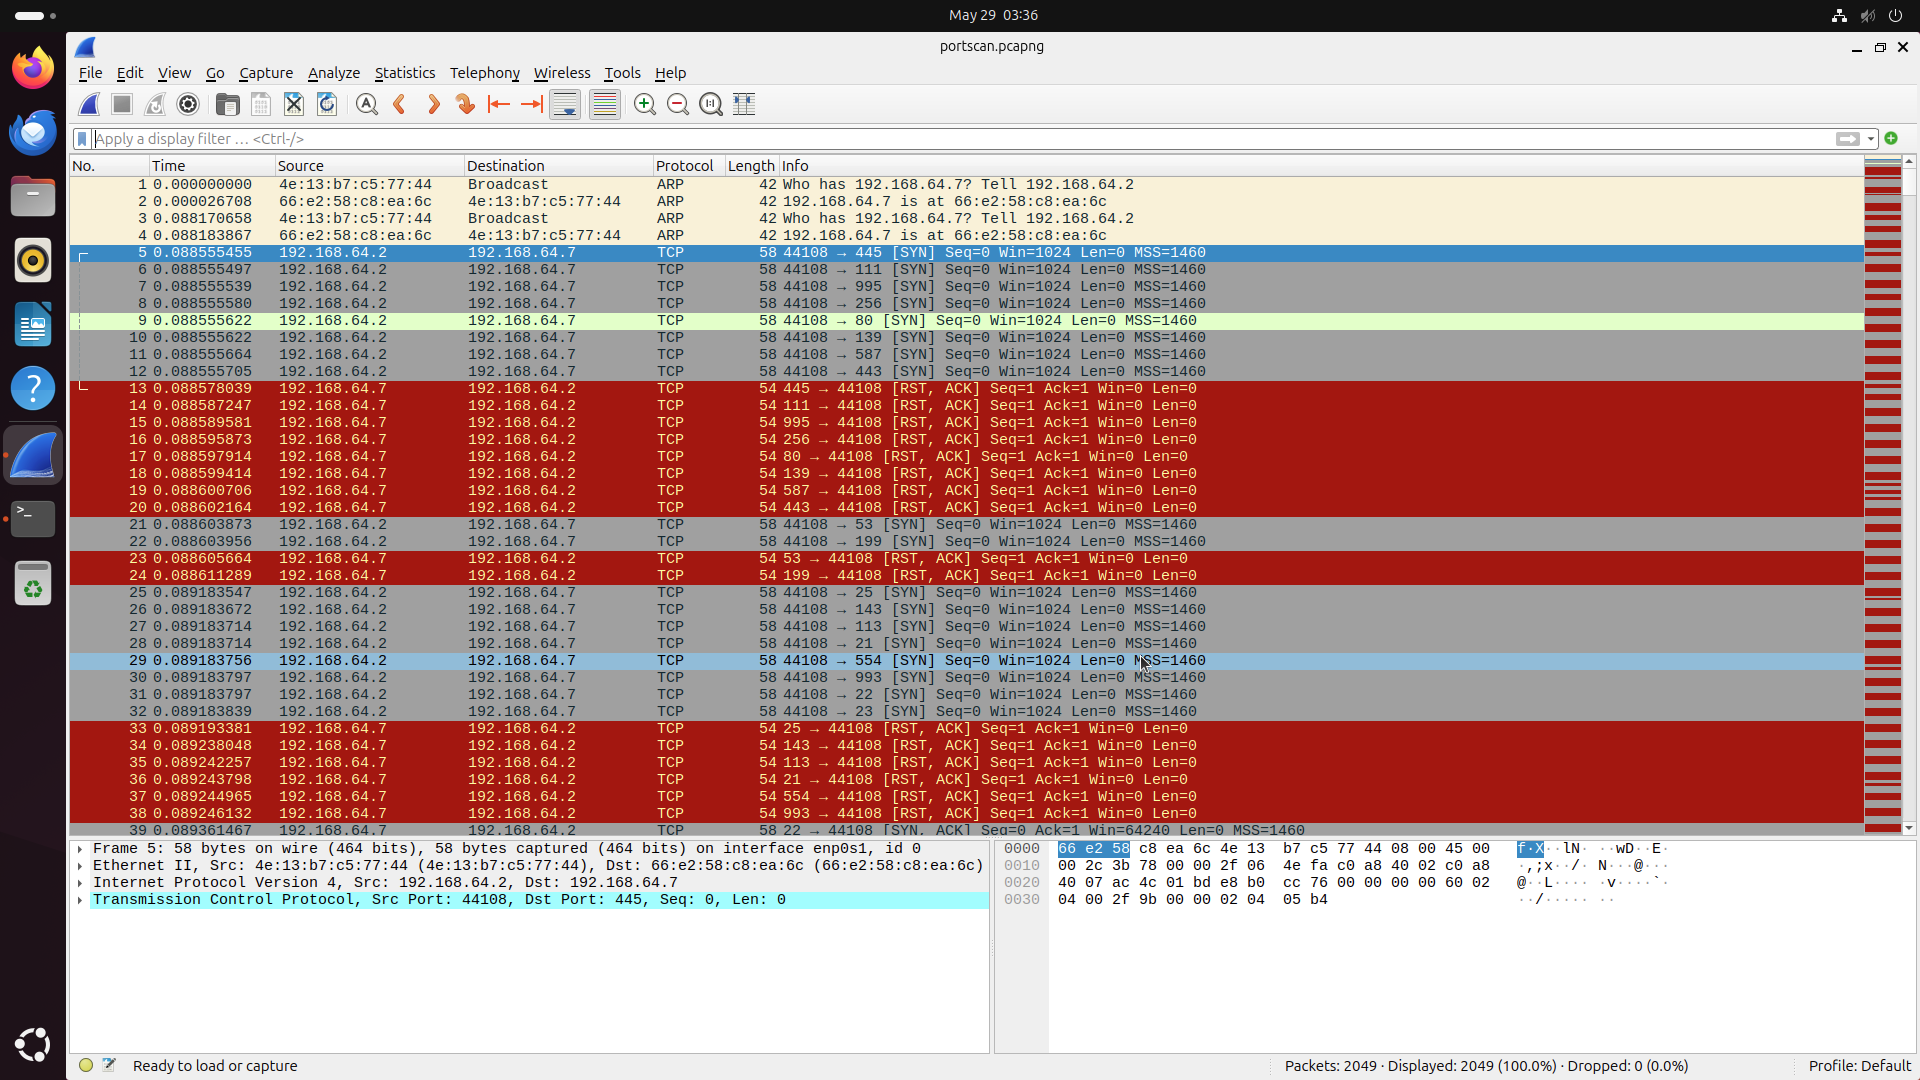 May 29 03:36
portscan.pcapng
File Edit View Go Capture Analyze Statistics Telephony Wireless Tools Help
Apply a display filter … <Ctrl-/>
No. Time Source Destination Protocol Length Info
1 0.000000000 4e:13:b7:c5:77:44 Broadcast ARP 42 Who has 192.168.64.7? Tell 192.168.64.2
2 0.000026708 66:e2:58:c8:ea:6c 4e:13:b7:c5:77:44 ARP 42 192.168.64.7 is at 66:e2:58:c8:ea:6c
3 0.088170658 4e:13:b7:c5:77:44 Broadcast ARP 42 Who has 192.168.64.7? Tell 192.168.64.2
4 0.088183867 66:e2:58:c8:ea:6c 4e:13:b7:c5:77:44 ARP 42 192.168.64.7 is at 66:e2:58:c8:ea:6c
5 0.088555455 192.168.64.2 192.168.64.7 TCP 58 44108 → 445 [SYN] Seq=0 Win=1024 Len=0 MSS=1460
6 0.088555497 192.168.64.2 192.168.64.7 TCP 58 44108 → 111 [SYN] Seq=0 Win=1024 Len=0 MSS=1460
7 0.088555539 192.168.64.2 192.168.64.7 TCP 58 44108 → 995 [SYN] Seq=0 Win=1024 Len=0 MSS=1460
8 0.088555580 192.168.64.2 192.168.64.7 TCP 58 44108 → 256 [SYN] Seq=0 Win=1024 Len=0 MSS=1460
9 0.088555622 192.168.64.2 192.168.64.7 TCP 58 44108 → 80 [SYN] Seq=0 Win=1024 Len=0 MSS=1460
10 0.088555622 192.168.64.2 192.168.64.7 TCP 58 44108 → 139 [SYN] Seq=0 Win=1024 Len=0 MSS=1460
11 0.088555664 192.168.64.2 192.168.64.7 TCP 58 44108 → 587 [SYN] Seq=0 Win=1024 Len=0 MSS=1460
12 0.088555705 192.168.64.2 192.168.64.7 TCP 58 44108 → 443 [SYN] Seq=0 Win=1024 Len=0 MSS=1460
13 0.088578039 192.168.64.7 192.168.64.2 TCP 54 445 → 44108 [RST, ACK] Seq=1 Ack=1 Win=0 Len=0
14 0.088587247 192.168.64.7 192.168.64.2 TCP 54 111 → 44108 [RST, ACK] Seq=1 Ack=1 Win=0 Len=0
15 0.088589581 192.168.64.7 192.168.64.2 TCP 54 995 → 44108 [RST, ACK] Seq=1 Ack=1 Win=0 Len=0
16 0.088595873 192.168.64.7 192.168.64.2 TCP 54 256 → 44108 [RST, ACK] Seq=1 Ack=1 Win=0 Len=0
17 0.088597914 192.168.64.7 192.168.64.2 TCP 54 80 → 44108 [RST, ACK] Seq=1 Ack=1 Win=0 Len=0
18 0.088599414 192.168.64.7 192.168.64.2 TCP 54 139 → 44108 [RST, ACK] Seq=1 Ack=1 Win=0 Len=0
19 0.088600706 192.168.64.7 192.168.64.2 TCP 54 587 → 44108 [RST, ACK] Seq=1 Ack=1 Win=0 Len=0
20 0.088602164 192.168.64.7 192.168.64.2 TCP 54 443 → 44108 [RST, ACK] Seq=1 Ack=1 Win=0 Len=0
21 0.088603873 192.168.64.2 192.168.64.7 TCP 58 44108 → 53 [SYN] Seq=0 Win=1024 Len=0 MSS=1460
22 0.088603956 192.168.64.2 192.168.64.7 TCP 58 44108 → 199 [SYN] Seq=0 Win=1024 Len=0 MSS=1460
23 0.088605664 192.168.64.7 192.168.64.2 TCP 54 53 → 44108 [RST, ACK] Seq=1 Ack=1 Win=0 Len=0
24 0.088611289 192.168.64.7 192.168.64.2 TCP 54 199 → 44108 [RST, ACK] Seq=1 Ack=1 Win=0 Len=0
25 0.089183547 192.168.64.2 192.168.64.7 TCP 58 44108 → 25 [SYN] Seq=0 Win=1024 Len=0 MSS=1460
26 0.089183672 192.168.64.2 192.168.64.7 TCP 58 44108 → 143 [SYN] Seq=0 Win=1024 Len=0 MSS=1460
27 0.089183714 192.168.64.2 192.168.64.7 TCP 58 44108 → 113 [SYN] Seq=0 Win=1024 Len=0 MSS=1460
28 0.089183714 192.168.64.2 192.168.64.7 TCP 58 44108 → 21 [SYN] Seq=0 Win=1024 Len=0 MSS=1460
29 0.089183756 192.168.64.2 192.168.64.7 TCP 58 44108 → 554 [SYN] Seq=0 Win=1024 Len=0 MSS=1460
30 0.089183797 192.168.64.2 192.168.64.7 TCP 58 44108 → 993 [SYN] Seq=0 Win=1024 Len=0 MSS=1460
31 0.089183797 192.168.64.2 192.168.64.7 TCP 58 44108 → 22 [SYN] Seq=0 Win=1024 Len=0 MSS=1460
32 0.089183839 192.168.64.2 192.168.64.7 TCP 58 44108 → 23 [SYN] Seq=0 Win=1024 Len=0 MSS=1460
33 0.089193381 192.168.64.7 192.168.64.2 TCP 54 25 → 44108 [RST, ACK] Seq=1 Ack=1 Win=0 Len=0
34 0.089238048 192.168.64.7 192.168.64.2 TCP 54 143 → 44108 [RST, ACK] Seq=1 Ack=1 Win=0 Len=0
35 0.089242257 192.168.64.7 192.168.64.2 TCP 54 113 → 44108 [RST, ACK] Seq=1 Ack=1 Win=0 Len=0
36 0.089243798 192.168.64.7 192.168.64.2 TCP 54 21 → 44108 [RST, ACK] Seq=1 Ack=1 Win=0 Len=0
37 0.089244965 192.168.64.7 192.168.64.2 TCP 54 554 → 44108 [RST, ACK] Seq=1 Ack=1 Win=0 Len=0
38 0.089246132 192.168.64.7 192.168.64.2 TCP 54 993 → 44108 [RST, ACK] Seq=1 Ack=1 Win=0 Len=0
39 0.089361467 192.168.64.7 192.168.64.2 TCP 58 22 → 44108 [SYN, ACK] Seq=0 Ack=1 Win=64240 Len=0 MSS=1460
Frame 5: 58 bytes on wire (464 bits), 58 bytes captured (464 bits) on interface enp0s1, id 0
Ethernet II, Src: 4e:13:b7:c5:77:44 (4e:13:b7:c5:77:44), Dst: 66:e2:58:c8:ea:6c (66:e2:58:c8:ea:6c)
Internet Protocol Version 4, Src: 192.168.64.2, Dst: 192.168.64.7
Transmission Control Protocol, Src Port: 44108, Dst Port: 445, Seq: 0, Len: 0
0000 66 e2 58 c8 ea 6c 4e 13 b7 c5 77 44 08 00 45 00 f·X··lN· ··wD··E·
0010 00 2c 3b 78 00 00 2f 06 4e fa c0 a8 40 02 c0 a8 ·,;x··/· N···@···
0020 40 07 ac 4c 01 bd e8 b0 cc 76 00 00 00 00 60 02 @··L···· ·v····`·
0030 04 00 2f 9b 00 00 02 04 05 b4 ··/····· ··
Ready to load or capture
Packets: 2049 · Displayed: 2049 (100.0%) · Dropped: 0 (0.0%)
Profile: Default